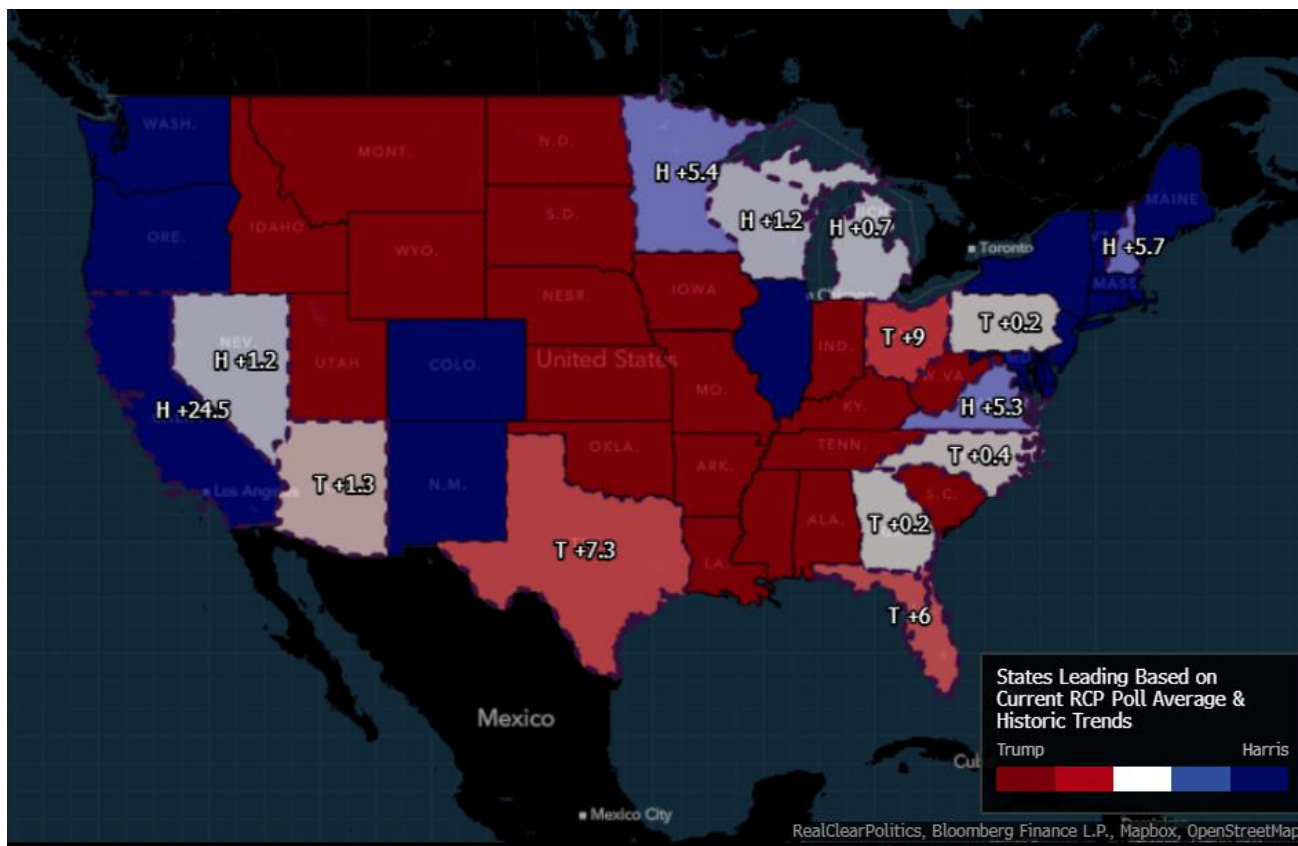 WASH.
MONT.
N.D.
H +5.4
MAINE
ORE.
IDAHO
S.D.
H +1.2
H +0.7
Toronto
H +5.7
WYO.
MASS
NEBR.
IOWA
Chicago
NEV.
H +1.2
UTAH
COLO.
United States
IND.
T +9
T +0.2
MD
W.VA
MO.
KY.
H +5.3
H +24.5
OKLA.
TENN.
T +0.4
ARK.
Los Angeles
T +1.3
N.M.
S.C.
ALA.
T +0.2
T +7.3
LA.
T +6
Mexico
Mexico City
Cuba
States Leading Based on
Current RCP Poll Average &
Historic Trends
Trump Harris
RealClearPolitics, Bloomberg Finance L.P., Mapbox, OpenStreetMap